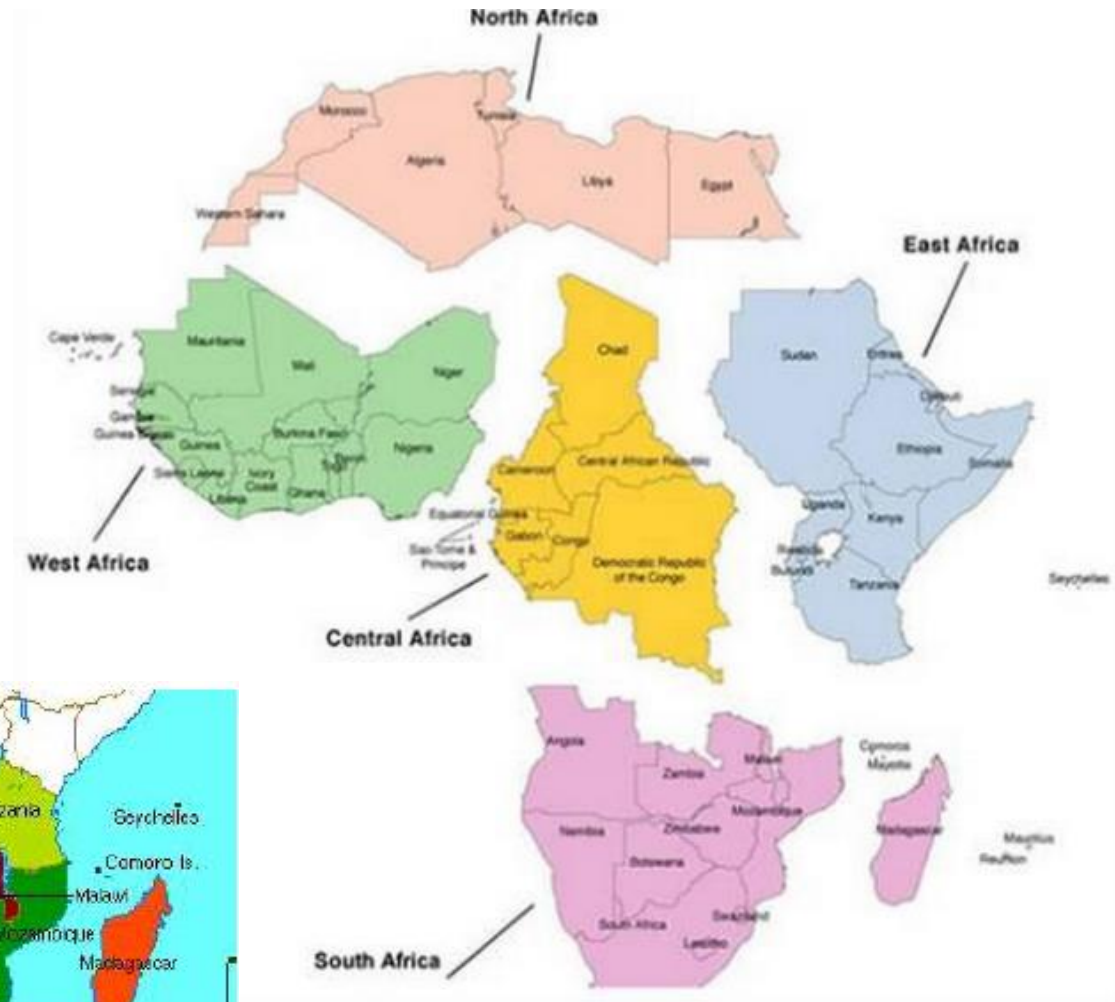 North Africa
Morocco
Tunisia
Algeria
Libya
Egypt
Western Sahara
East Africa
Cape Verde
Mauritania
Mali
Niger
Senegal
Gambia
Guinea Bissau
Guinea
Burkina Faso
Benin
Togo
Nigeria
Sierra Leone
Ivory
Coast
Ghana
Liberia
West Africa
Chad
Cameroon
Central African Republic
Equatorial Guinea
Sao Tome &
Principe
Gabon
Congo
Democratic Republic
of the Congo
Central Africa
Sudan
Eritrea
Djibouti
Ethiopia
Somalia
Uganda
Kenya
Rwanda
Burundi
Tanzania
Seychelles
Angola
Zambia
Malawi
Mozambique
Comoros
Mayotte
Namibia
Zimbabwe
Botswana
Madagascar
Mauritius
Reunion
South Africa
Swaziland
Lesotho
South Africa
zania
Seychelles
Comoro Is.
Malawi
Mozambique
Madagascar